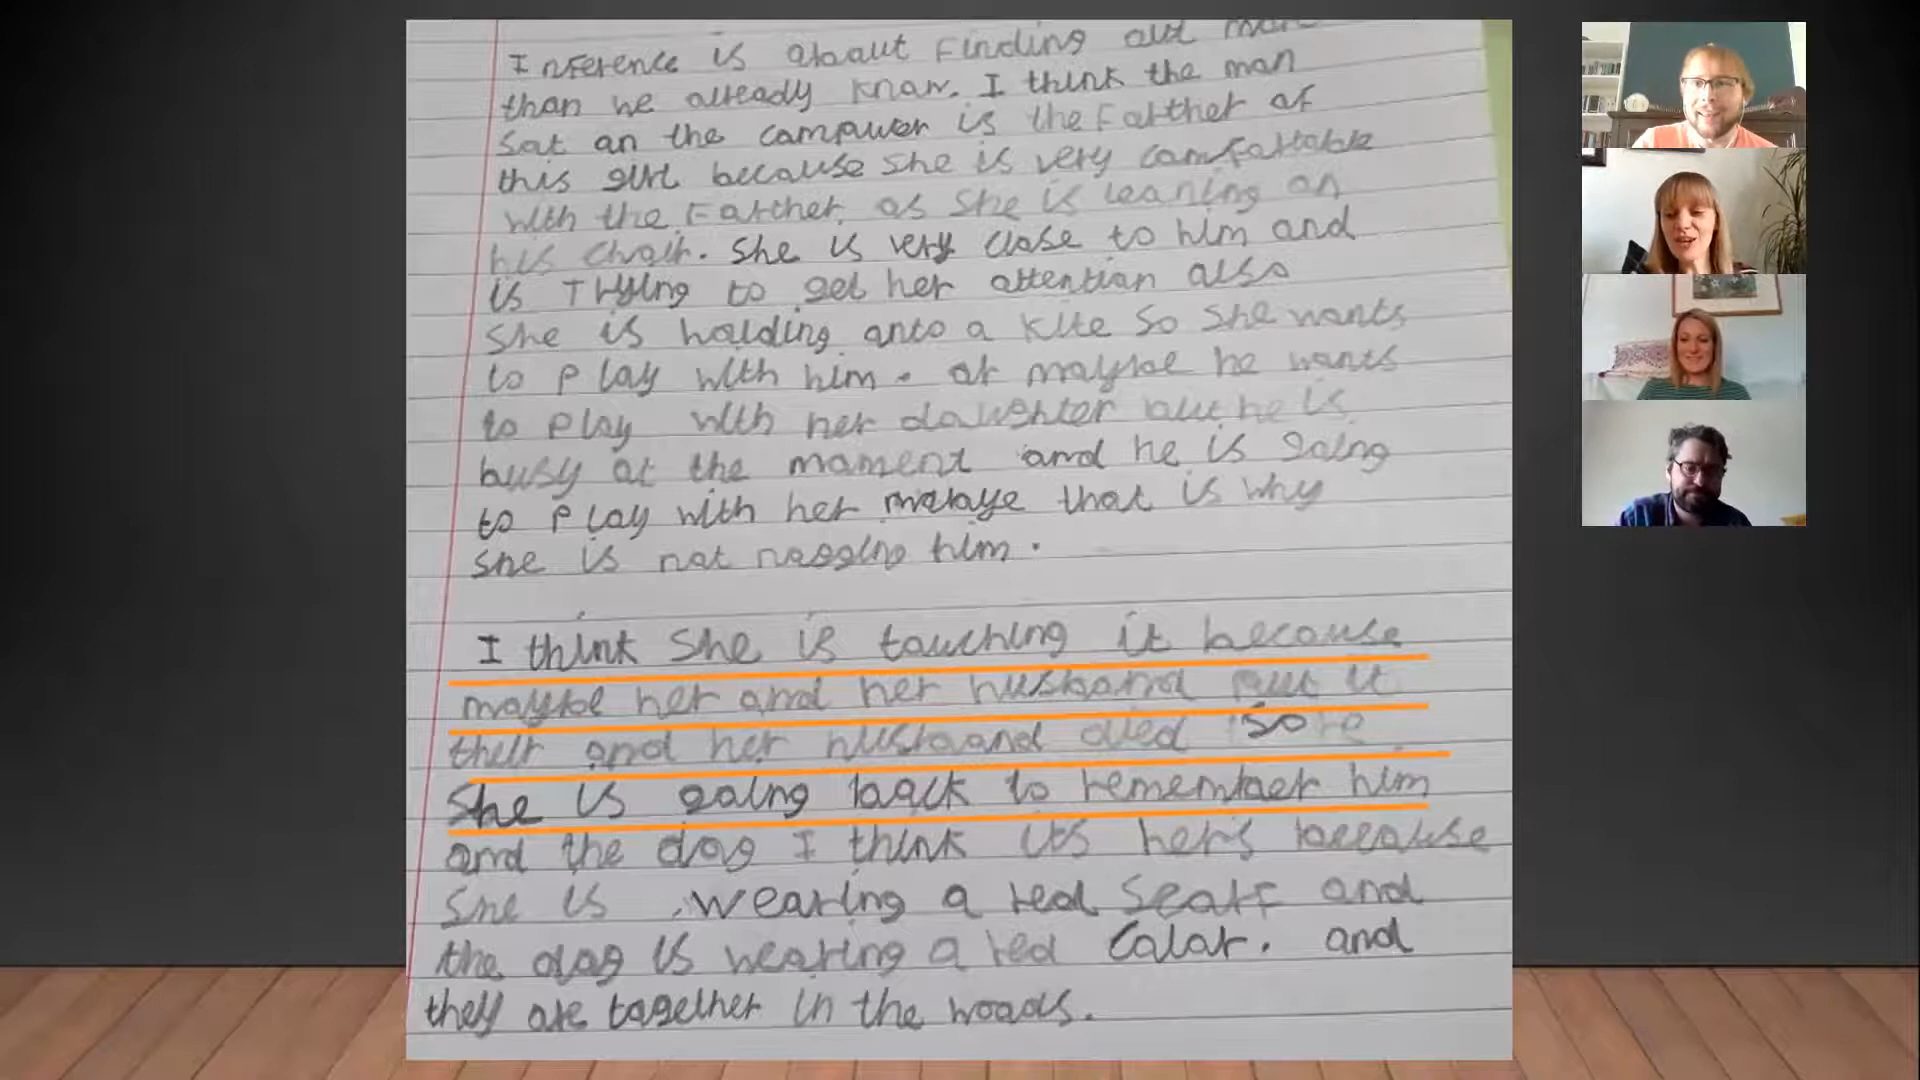 Inference is about Finding out more
than we already know. I think the man
sat on the computer is the Farther of
this girl because she is very comfortable
with the Farther. as she is leaning on
his chair. She is very close to him and
is Trying to get her attention also
she is holding onto a Kite so she wants
to Play with him. or maybe he wants
to Play with her daughter but he is
busy at the moment and he is going
to Play with her that is why
she is not nagging him.
I think she is touching it because
maybe her and her husband put it
their and her husband died so
She is going back to remember him
and the dog I think its her's because
she is wearing a red Scarf and
the dog is wearing a red Colar. and
they are together in the woods.